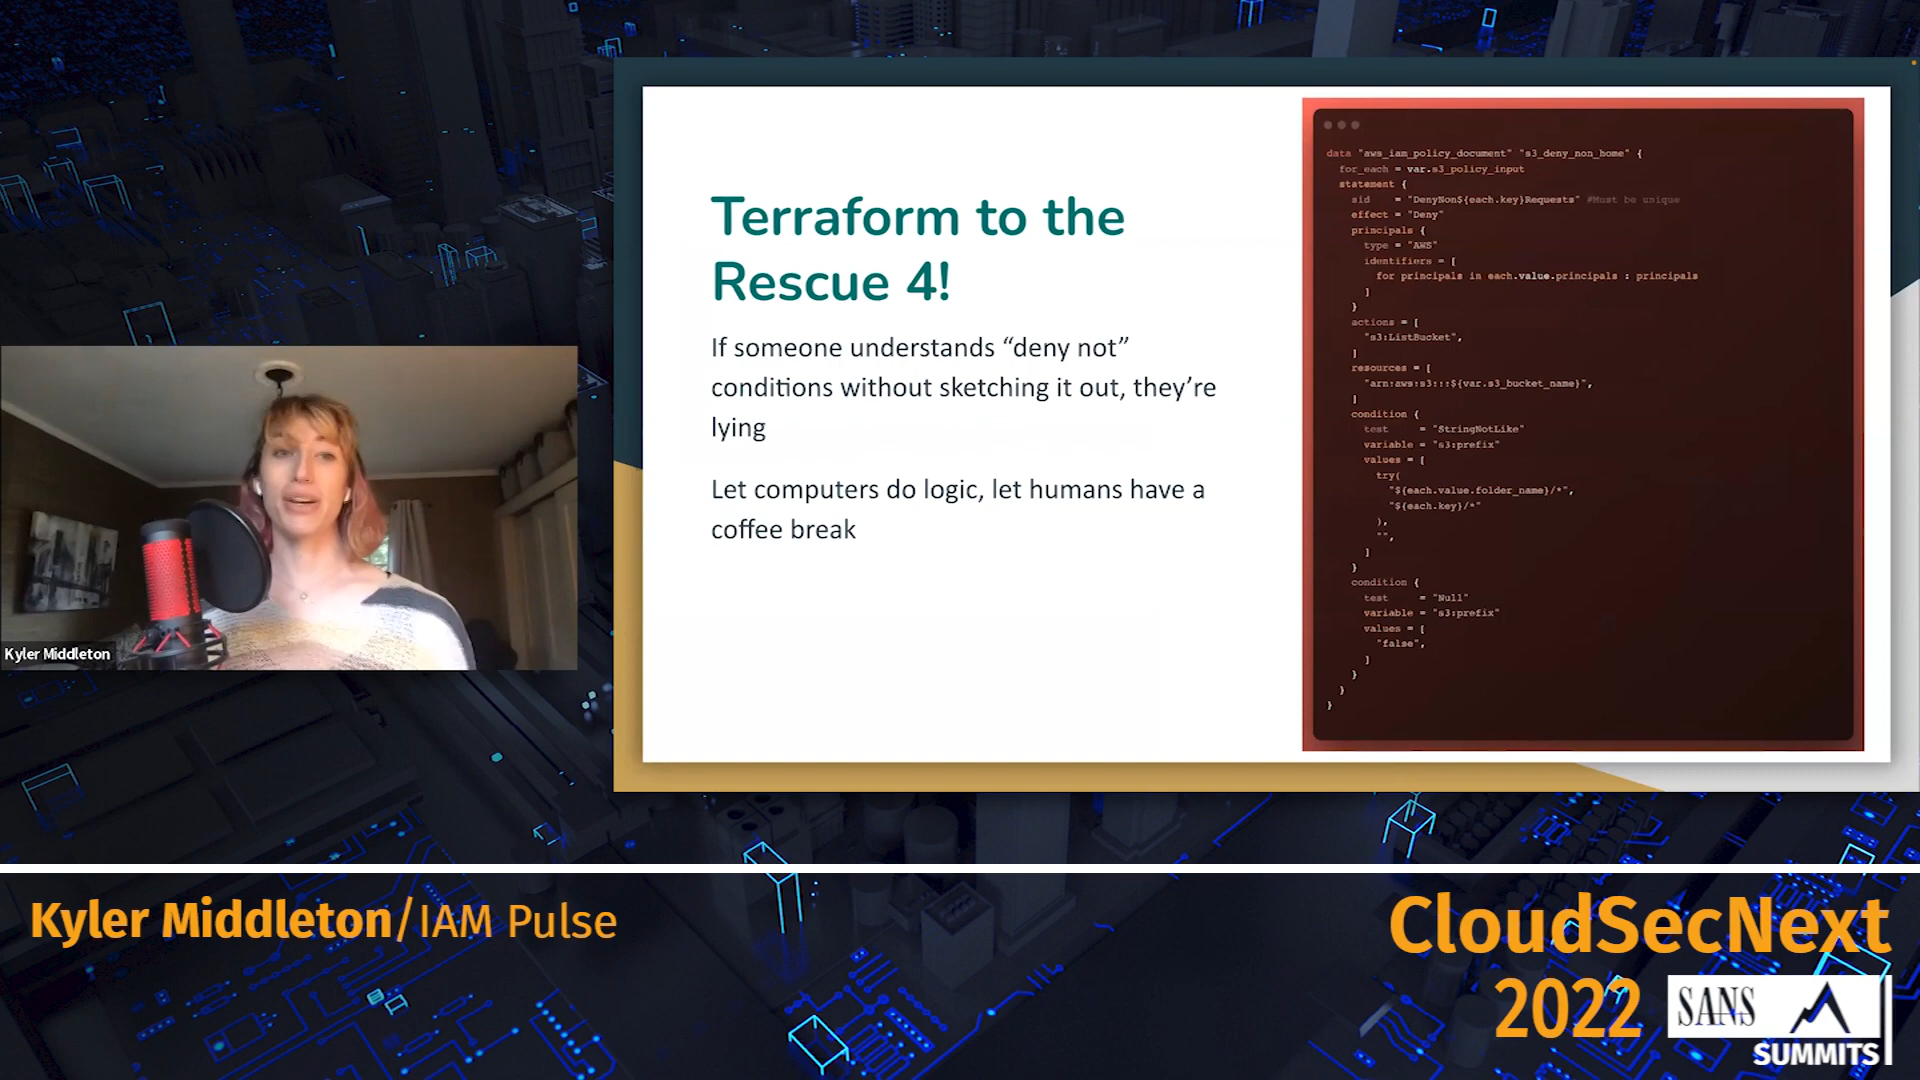 Terraform to the
Rescue 4!
If someone understands “deny not”
conditions without sketching it out, they’re
lying
Let computers do logic, let humans have a
coffee break
data "aws_iam_policy_document" "s3_deny_non_home" {
for_each = var.s3_policy_input
statement {
sid = "DenyNon${each.key}Requests" #Must be unique
effect = "Deny"
principals {
type = "AWS"
identifiers = [
for principals in each.value.principals : principals
]
}
actions = [
"s3:ListBucket",
]
resources = [
"arn:aws:s3:::${var.s3_bucket_name}",
]
condition {
test = "StringNotLike"
variable = "s3:prefix"
values = [
try(
"${each.value.folder_name}/*",
"${each.key}/*"
),
"",
]
}
condition {
test = "Null"
variable = "s3:prefix"
values = [
"false",
]
}
}
}
Kyler Middleton
Kyler Middleton/IAM Pulse
CloudSecNext
2022
SANS
SUMMITS